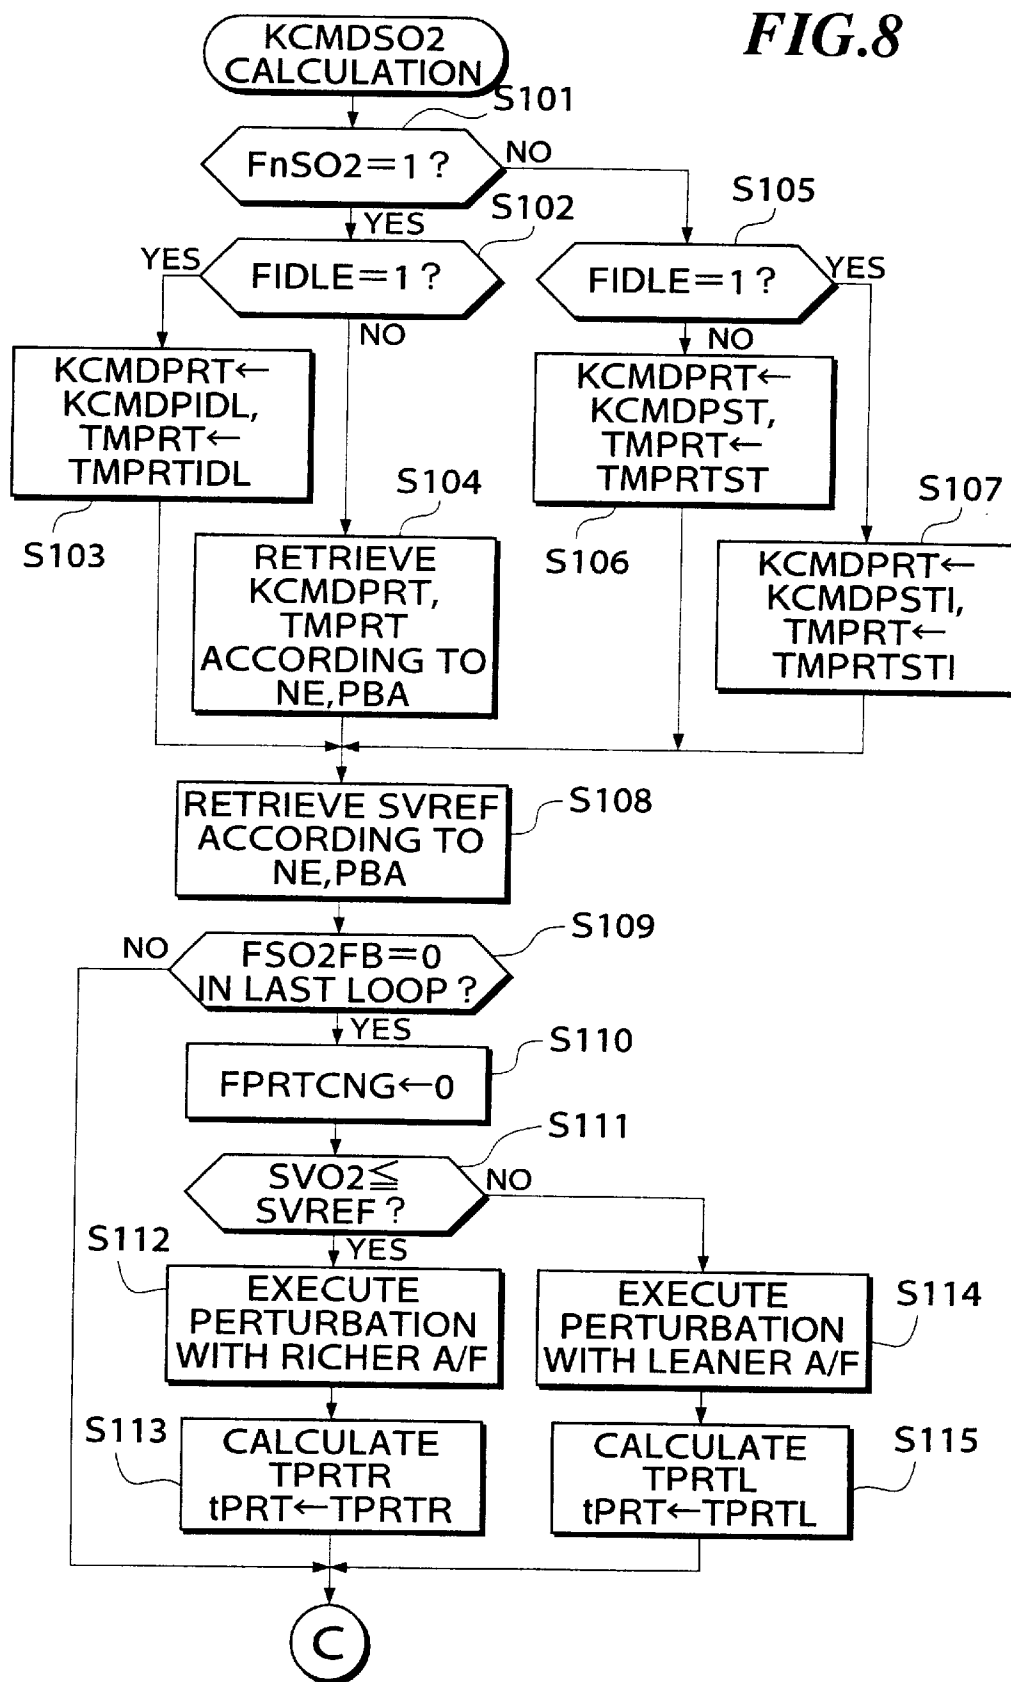 FIG.8
KCMDSO2
CALCULATION
S101
FnSO2=1?
NO
YES
S102
S105
YES
FIDLE=1?
NO
FIDLE=1?
YES
NO
KCMDPRT←
KCMDPIDL,
TMPRT←
TMPRTIDL
S103
S104
RETRIEVE
KCMDPRT,
TMPRT
ACCORDING TO
NE,PBA
KCMDPRT←
KCMDPST,
TMPRT←
TMPRTST
S106
S107
KCMDPRT←
KCMDPSTI,
TMPRT←
TMPRTSTI
RETRIEVE SVREF
ACCORDING TO
NE,PBA
S108
S109
NO
FSO2FB=0
IN LAST LOOP?
YES
S110
FPRTCNG←0
S111
SVO2≦
SVREF?
NO
YES
S112
EXECUTE
PERTURBATION
WITH RICHER A/F
EXECUTE
PERTURBATION
WITH LEANER A/F
S114
S113
CALCULATE
TPRTR
tPRT←TPRTR
CALCULATE
TPRTL
tPRT←TPRTL
S115
C